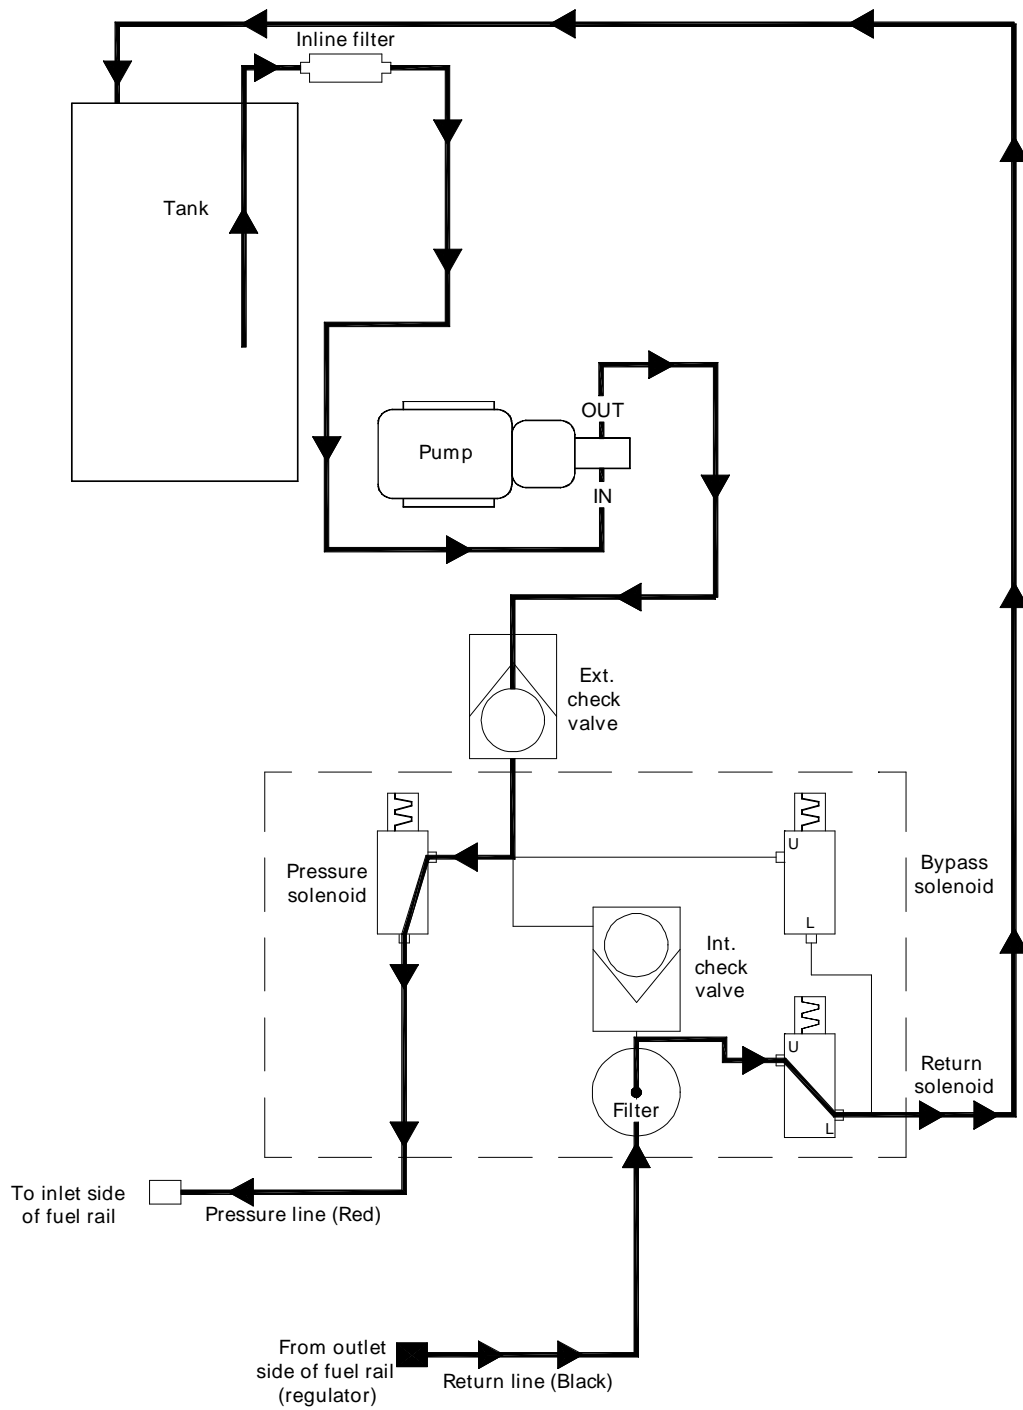 Inline filter
Tank
OUT
Pump
IN
Ext.
check
valve
Pressure
solenoid
U
L
Bypass
solenoid
Int.
check
valve
U
L
Return
solenoid
Filter
To inlet side
of fuel rail
Pressure line (Red)
From outlet
side of fuel rail
(regulator)
Return line (Black)